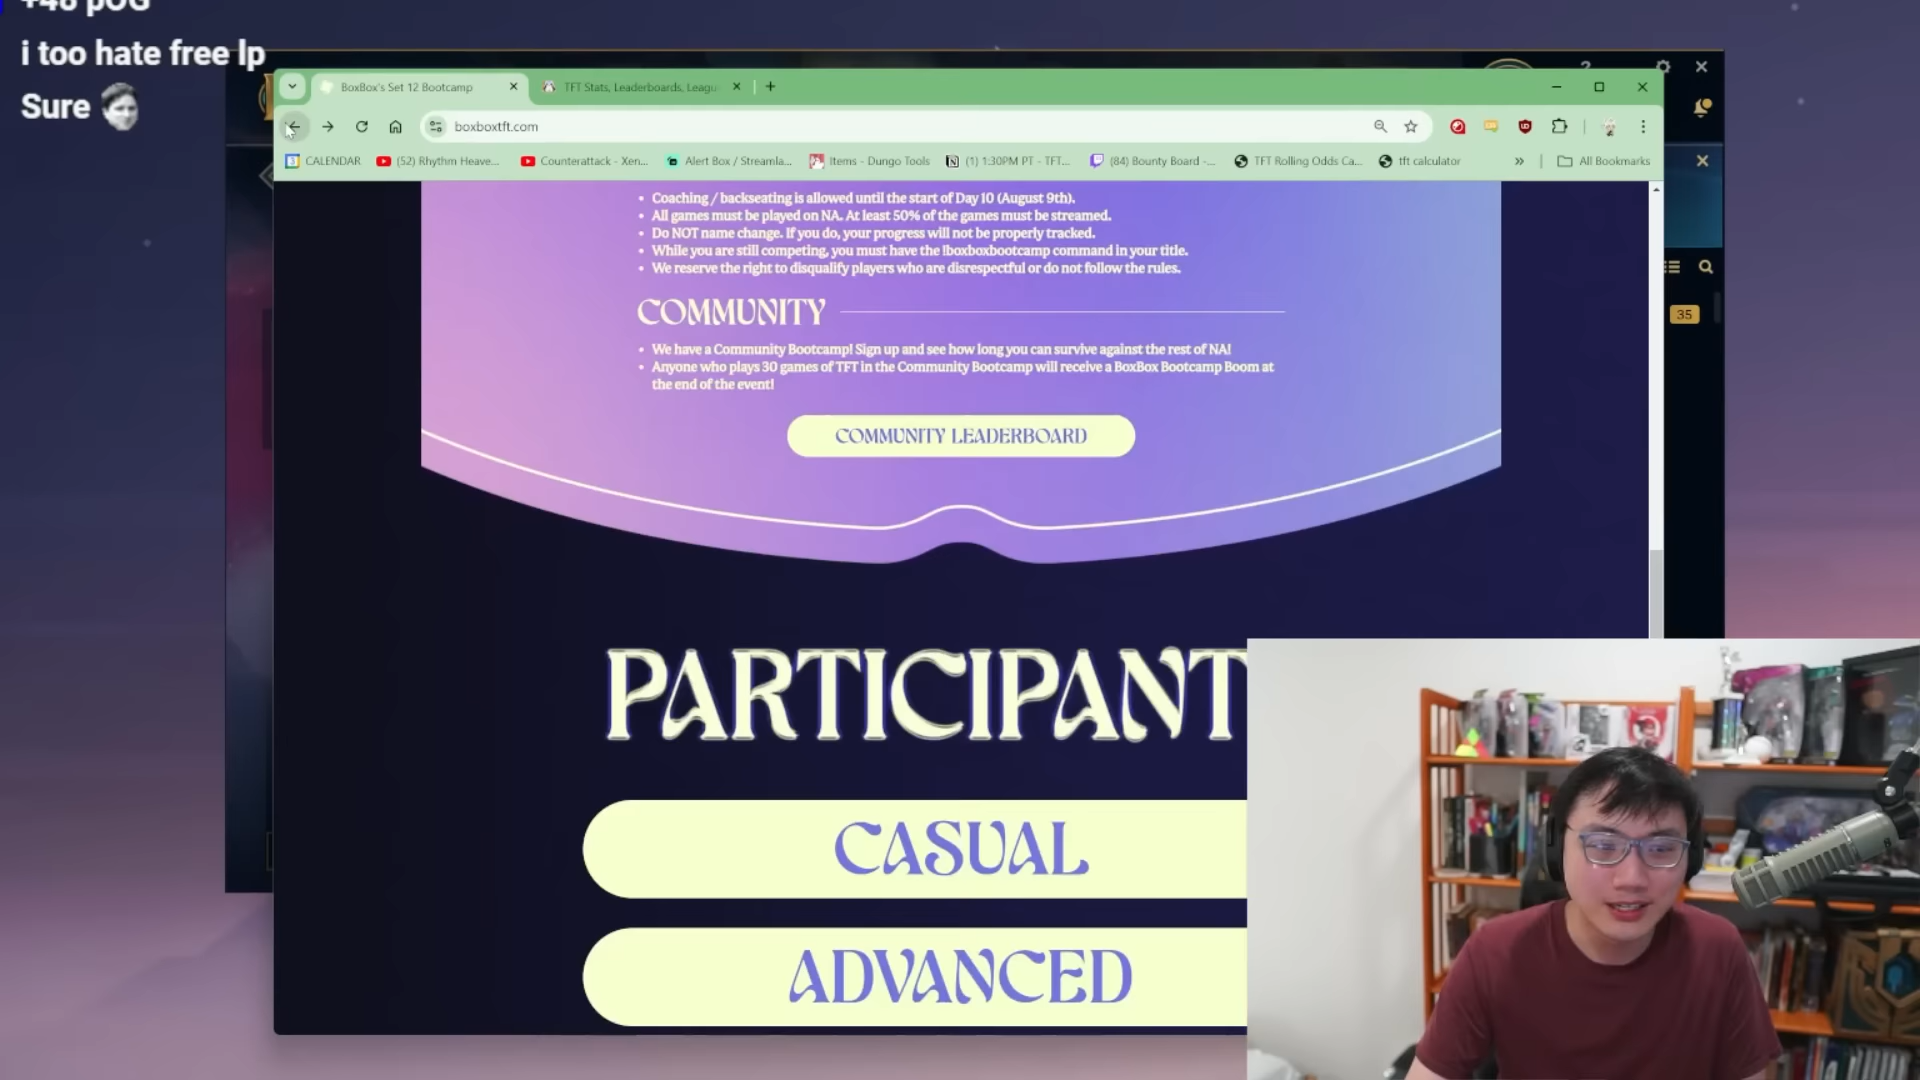 +48 pOG
i too hate free lp
Sure
BoxBox's Set 12 Bootcamp
TFT Stats, Leaderboards, Leagu
boxboxtft.com
CALENDAR
(52) Rhythm Heave...
Counterattack - Xen...
Alert Box / Streamla...
Items - Dungo Tools
(1) 1:30PM PT - TFT...
(84) Bounty Board -...
TFT Rolling Odds Ca...
tft calculator
All Bookmarks
• Coaching / backseating is allowed until the start of Day 10 (August 9th).
• All games must be played on NA. At least 50% of the games must be streamed.
• Do NOT name change. If you do, your progress will not be properly tracked.
• While you are still competing, you must have the !boxboxbootcamp command in your title.
• We reserve the right to disqualify players who are disrespectful or do not follow the rules.
35
COMMUNITY
• We have a Community Bootcamp! Sign up and see how long you can survive against the rest of NA!
• Anyone who plays 30 games of TFT in the Community Bootcamp will receive a BoxBox Bootcamp Boom at
the end of the event!
COMMUNITY LEADERBOARD
PARTICIPANT
CASUAL
ADVANCED